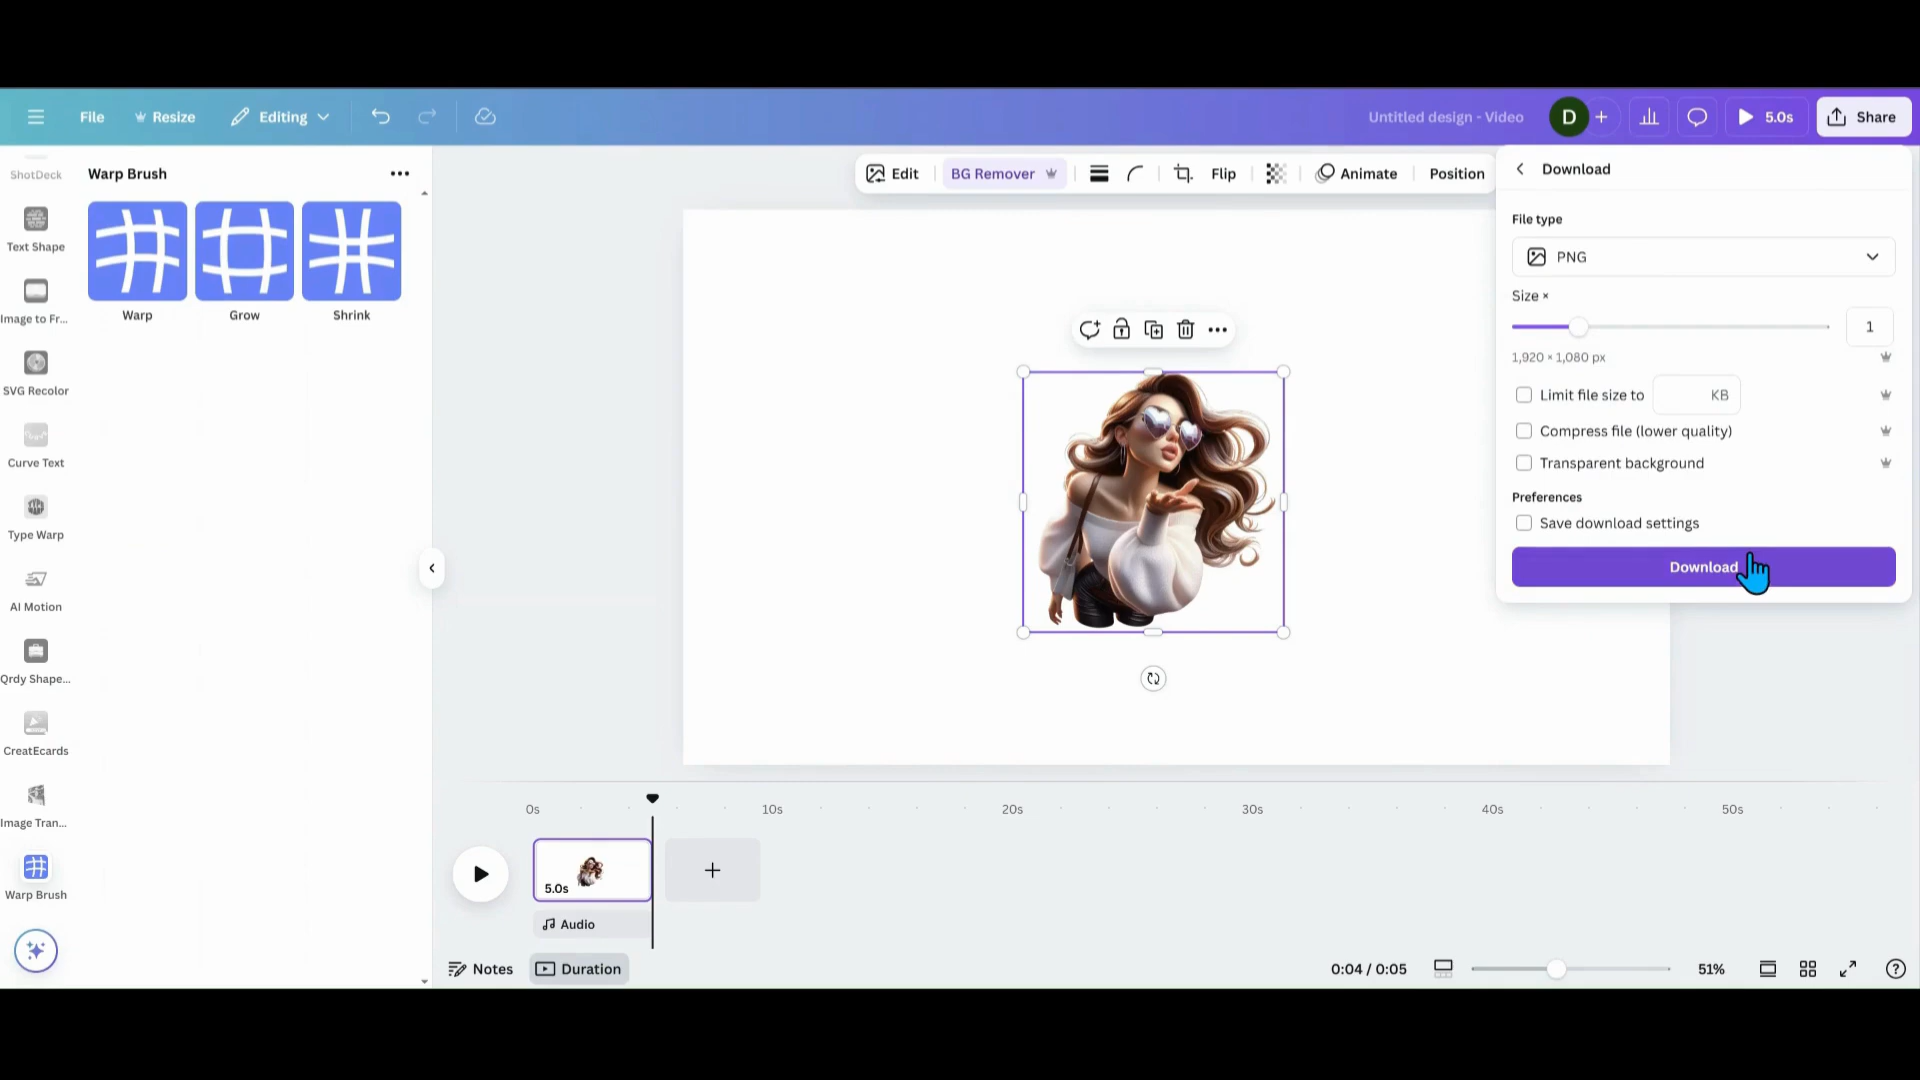 File
Resize
Editing
Untitled design - Video
D
5.0s
Share
ShotDeck
Text Shape
Image to Fr...
SVG Recolor
Curve Text
Type Warp
AI Motion
Qrdy Shape...
CreatEcards
Image Tran...
Warp Brush
Warp Brush
Warp
Grow
Shrink
Edit
BG Remover
Flip
Animate
Position
Download
File type
PNG
Size ×
1
1,920 × 1,080 px
Limit file size to
KB
Compress file (lower quality)
Transparent background
Preferences
Save download settings
Download
0s
10s
20s
30s
40s
50s
5.0s
Audio
Notes
Duration
0:04 / 0:05
51%